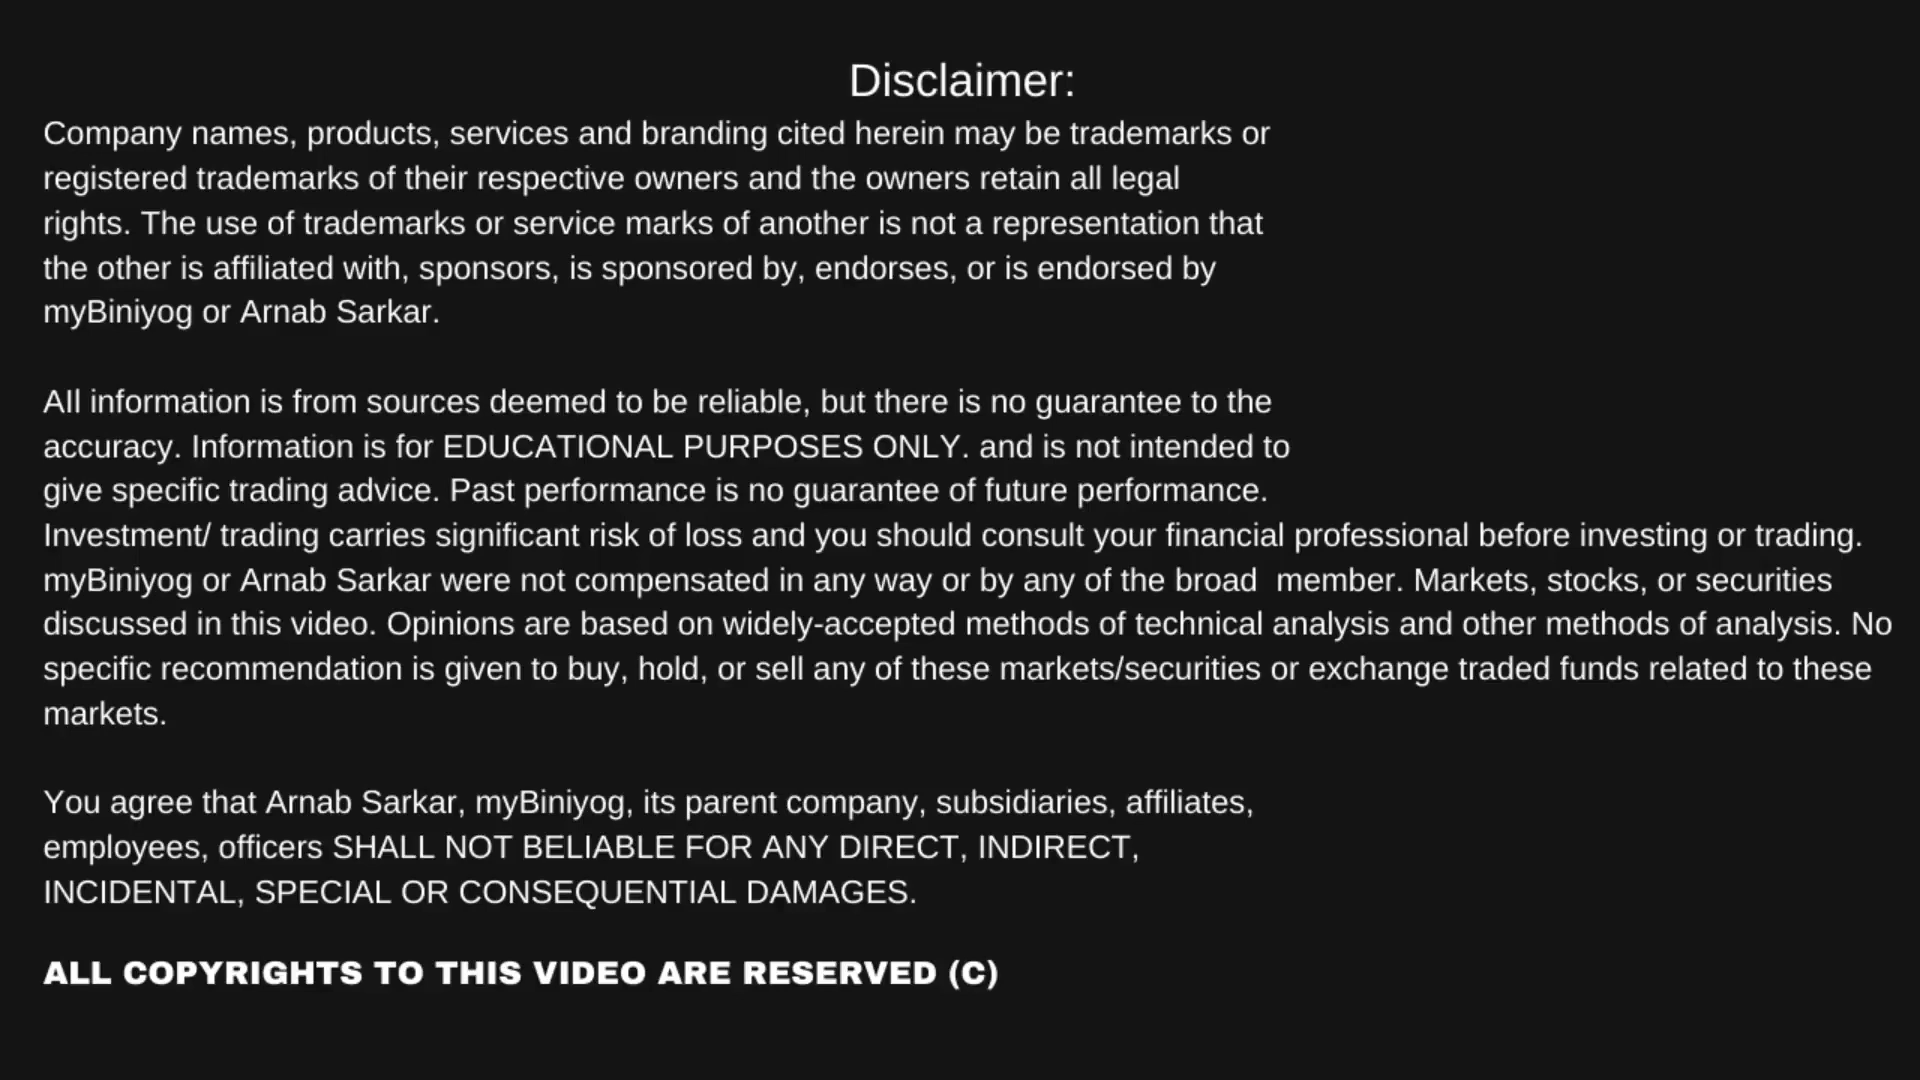 Disclaimer:
Company names, products, services and branding cited herein may be trademarks or
registered trademarks of their respective owners and the owners retain all legal
rights. The use of trademarks or service marks of another is not a representation that
the other is affiliated with, sponsors, is sponsored by, endorses, or is endorsed by
myBiniyog or Arnab Sarkar.
All information is from sources deemed to be reliable, but there is no guarantee to the
accuracy. Information is for EDUCATIONAL PURPOSES ONLY. and is not intended to
give specific trading advice. Past performance is no guarantee of future performance.
Investment/ trading carries significant risk of loss and you should consult your financial professional before investing or trading.
myBiniyog or Arnab Sarkar were not compensated in any way or by any of the broad  member. Markets, stocks, or securities
discussed in this video. Opinions are based on widely-accepted methods of technical analysis and other methods of analysis. No
specific recommendation is given to buy, hold, or sell any of these markets/securities or exchange traded funds related to these
markets.
You agree that Arnab Sarkar, myBiniyog, its parent company, subsidiaries, affiliates,
employees, officers SHALL NOT BELIABLE FOR ANY DIRECT, INDIRECT,
INCIDENTAL, SPECIAL OR CONSEQUENTIAL DAMAGES.
ALL COPYRIGHTS TO THIS VIDEO ARE RESERVED (C)